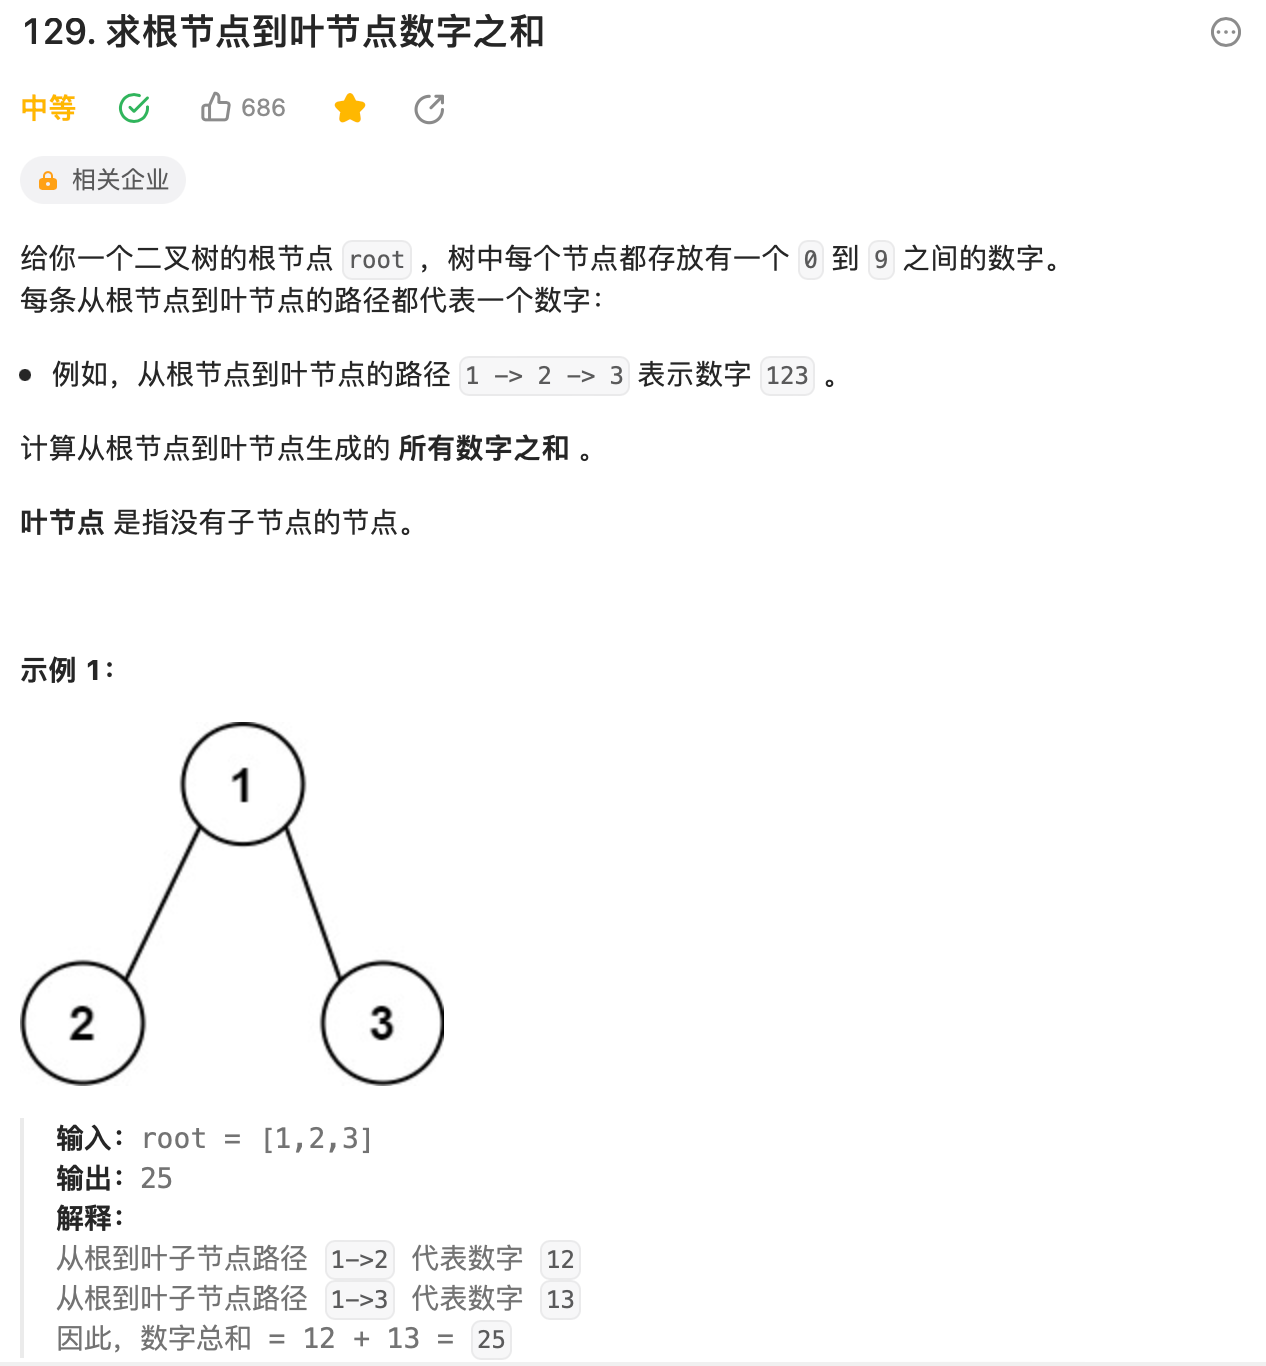 129. 求根节点到叶节点数字之和
中等 686
相关企业
给你一个二叉树的根节点 root ，树中每个节点都存放有一个 0 到 9 之间的数字。
每条从根节点到叶节点的路径都代表一个数字：
• 例如，从根节点到叶节点的路径 1 -> 2 -> 3 表示数字 123 。
计算从根节点到叶节点生成的 所有数字之和 。
叶节点 是指没有子节点的节点。
示例 1：
1
2 3
输入：root = [1,2,3]
输出：25
解释：
从根到叶子节点路径 1->2 代表数字 12
从根到叶子节点路径 1->3 代表数字 13
因此，数字总和 = 12 + 13 = 25